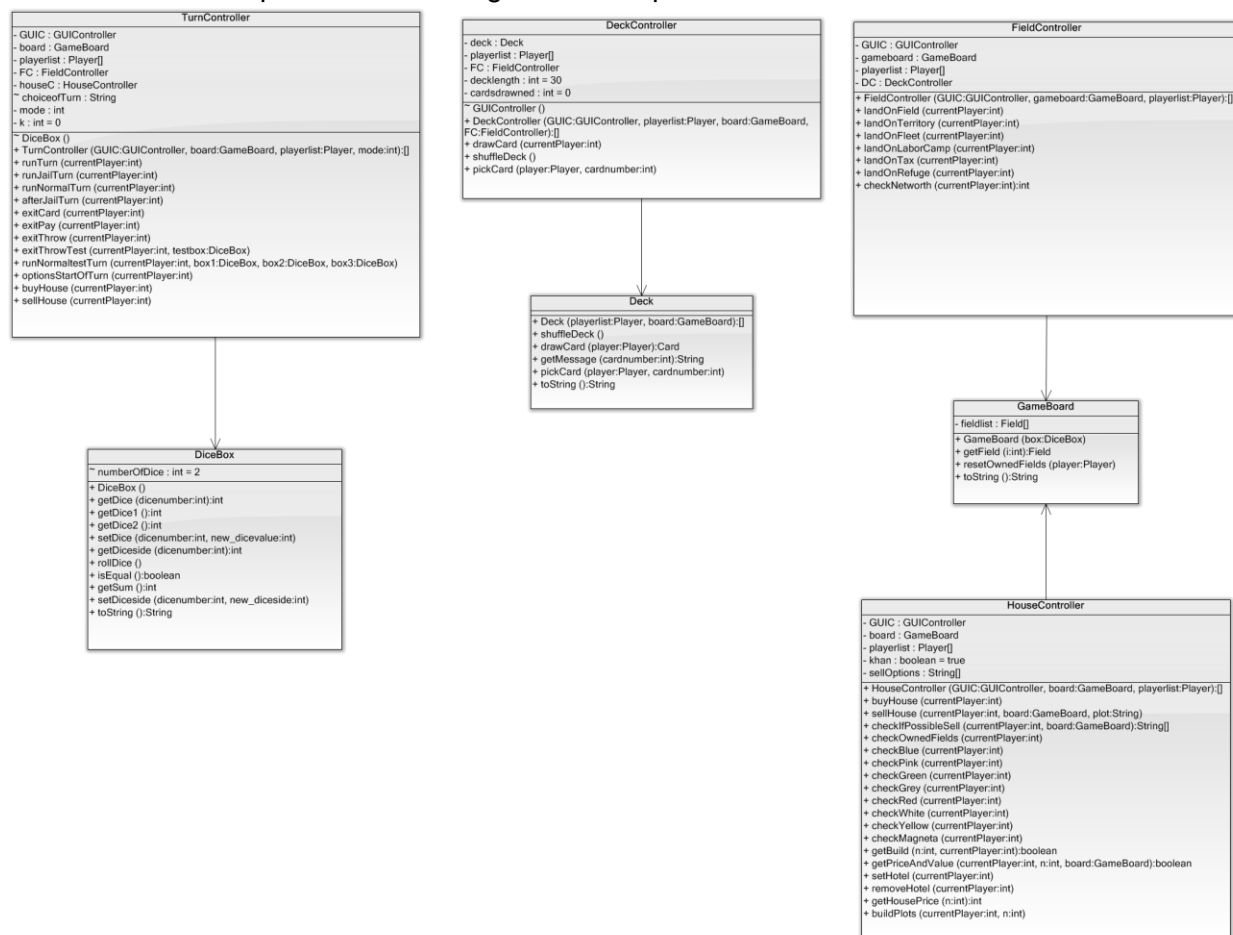 TurnController
- GUIC : GUIController
- board : GameBoard
- playerlist : Player[]
- FC : FieldController
- houseC : HouseController
~ choiceofTurn : String
- mode : int
- k : int = 0
~ DiceBox ()
+ TurnController (GUIC:GUIController, board:GameBoard, playerlist:Player, mode:int):[]
+ runTurn (currentPlayer:int)
+ runJailTurn (currentPlayer:int)
+ runNormalTurn (currentPlayer:int)
+ afterJailTurn (currentPlayer:int)
+ exitCard (currentPlayer:int)
+ exitPay (currentPlayer:int)
+ exitThrow (currentPlayer:int)
+ exitThrowTest (currentPlayer:int, testbox:DiceBox)
+ runNormaltestTurn (currentPlayer:int, box1:DiceBox, box2:DiceBox, box3:DiceBox)
+ optionsStartOfTurn (currentPlayer:int)
+ buyHouse (currentPlayer:int)
+ sellHouse (currentPlayer:int)
DeckController
- deck : Deck
- playerlist : Player[]
- FC : FieldController
- decklength : int = 30
- cardsdrawned : int = 0
~ GUIController ()
+ DeckController (GUIC:GUIController, playerlist:Player, board:GameBoard,
FC:FieldController):[]
+ drawCard (currentPlayer:int)
+ shuffleDeck ()
+ pickCard (player:Player, cardnumber:int)
FieldController
- GUIC : GUIController
- gameboard : GameBoard
- playerlist : Player[]
- DC : DeckController
+ FieldController (GUIC:GUIController, gameboard:GameBoard, playerlist:Player):[]
+ landOnField (currentPlayer:int)
+ landOnTerritory (currentPlayer:int)
+ landOnFleet (currentPlayer:int)
+ landOnLaborCamp (currentPlayer:int)
+ landOnTax (currentPlayer:int)
+ landOnRefuge (currentPlayer:int)
+ checkNetworth (currentPlayer:int):int
Deck
+ Deck (playerlist:Player, board:GameBoard):[]
+ shuffleDeck ()
+ drawCard (player:Player):Card
+ getMessage (cardnumber:int):String
+ pickCard (player:Player, cardnumber:int)
+ toString ():String
GameBoard
- fieldlist : Field[]
+ GameBoard (box:DiceBox)
+ getField (i:int):Field
+ resetOwnedFields (player:Player)
+ toString ():String
DiceBox
~ numberOfDice : int = 2
+ DiceBox ()
+ getDice (dicenumber:int):int
+ getDice1 ():int
+ getDice2 ():int
+ setDice (dicenumber:int, new_dicevalue:int)
+ getDiceside (dicenumber:int):int
+ rollDice ()
+ isEqual ():boolean
+ getSum ():int
+ setDiceside (dicenumber:int, new_diceside:int)
+ toString ():String
HouseController
- GUIC : GUIController
- board : GameBoard
- playerlist : Player[]
- khan : boolean = true
- sellOptions : String[]
+ HouseController (GUIC:GUIController, board:GameBoard, playerlist:Player):[]
+ buyHouse (currentPlayer:int)
+ sellHouse (currentPlayer:int, board:GameBoard, plot:String)
+ checkIfPossibleSell (currentPlayer:int, board:GameBoard):String[]
+ checkOwnedFields (currentPlayer:int)
+ checkBlue (currentPlayer:int)
+ checkPink (currentPlayer:int)
+ checkGreen (currentPlayer:int)
+ checkGrey (currentPlayer:int)
+ checkRed (currentPlayer:int)
+ checkWhite (currentPlayer:int)
+ checkYellow (currentPlayer:int)
+ checkMagneta (currentPlayer:int)
+ getBuild (n:int, currentPlayer:int):boolean
+ getPriceAndValue (currentPlayer:int, n:int, board:GameBoard):boolean
+ setHotel (currentPlayer:int)
+ removeHotel (currentPlayer:int)
+ getHousePrice (n:int):int
+ buildPlots (currentPlayer:int, n:int)